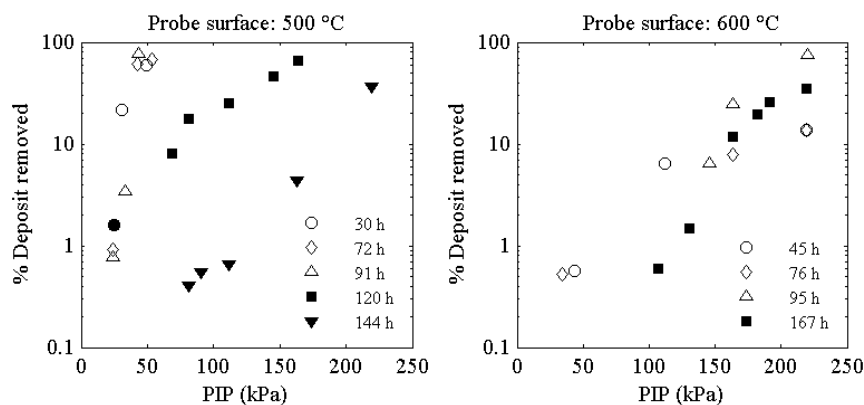 Probe surface: 500 °C
100
10
1
0.1
% Deposit removed
30 h
72 h
91 h
120 h
144 h
0 50 100 150 200 250
PIP (kPa)
Probe surface: 600 °C
100
10
1
0.1
% Deposit removed
45 h
76 h
95 h
167 h
0 50 100 150 200 250
PIP (kPa)